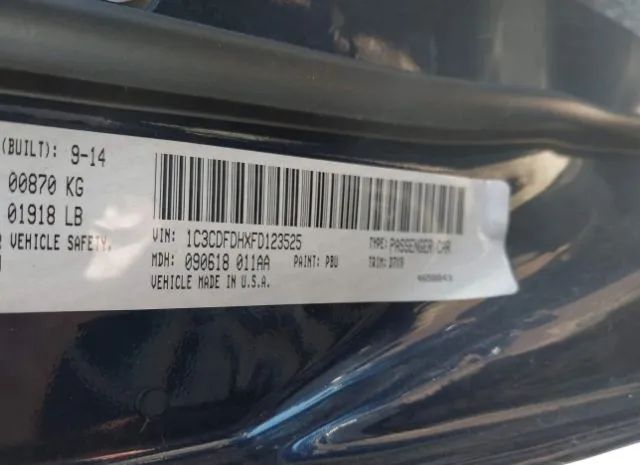 (BUILT): 9-14
00870 KG
01918 LB
VEHICLE SAFETY,
VIN: 1C3CDFDHXFD123525 TYPE: PASSENGER CAR
MDH: 090618 011AA PAINT: PBU TRIM:
VEHICLE MADE IN U.S.A.